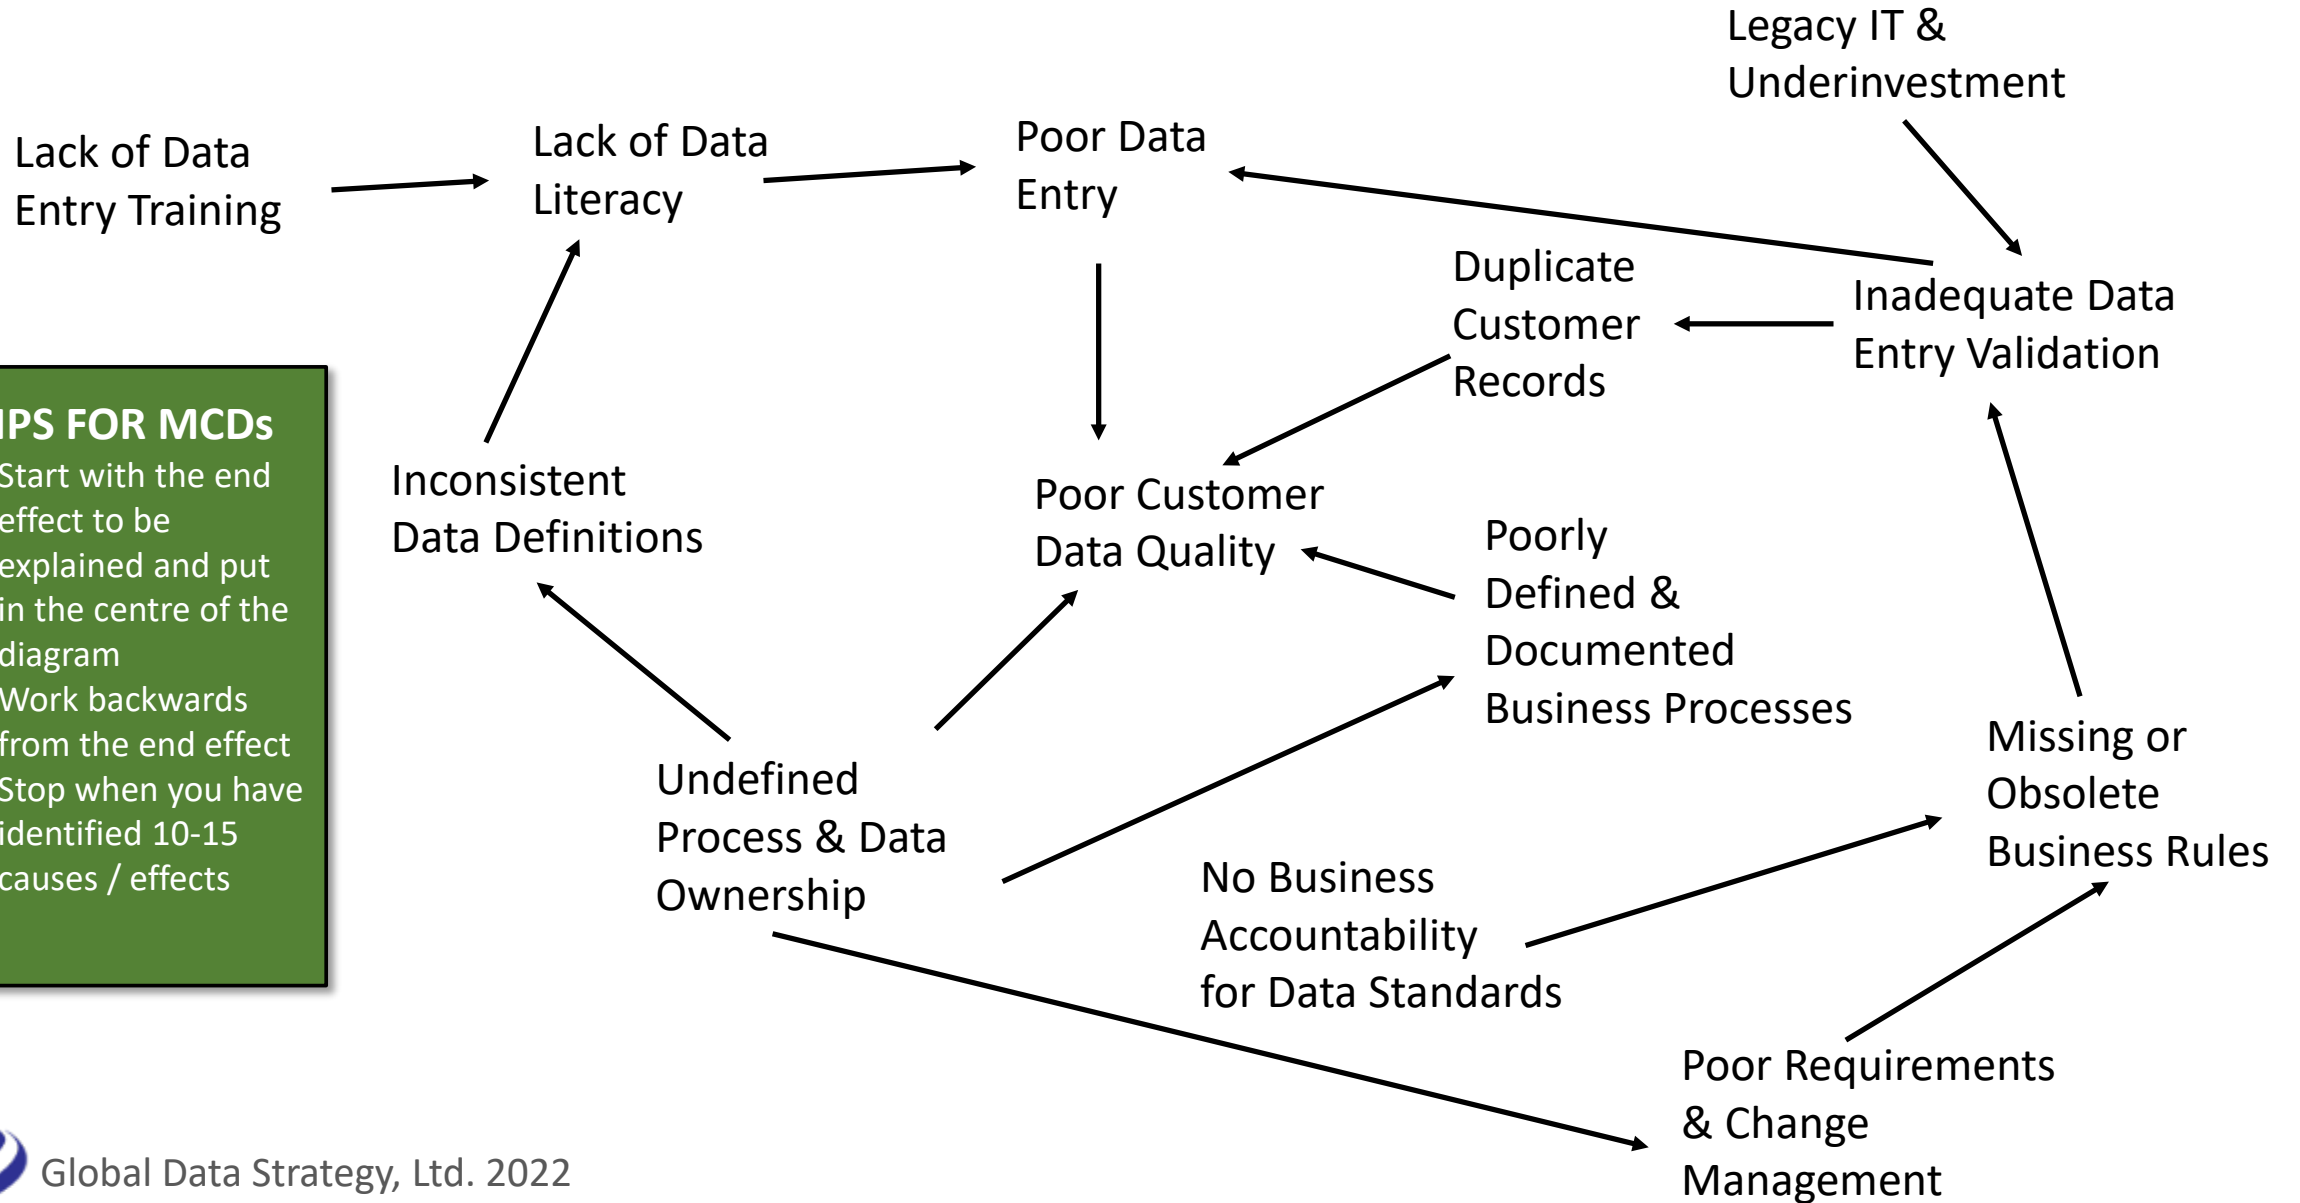 Legacy IT &
Underinvestment
Lack of Data
Entry Training
Lack of Data
Literacy
Poor Data
Entry
Duplicate
Customer
Records
Inadequate Data
Entry Validation
IPS FOR MCDs
Start with the end
effect to be
explained and put
in the centre of the
diagram
Work backwards
from the end effect
Stop when you have
identified 10-15
causes / effects
Inconsistent
Data Definitions
Poor Customer
Data Quality
Poorly
Defined &
Documented
Business Processes
Undefined
Process & Data
Ownership
No Business
Accountability
for Data Standards
Missing or
Obsolete
Business Rules
Poor Requirements
& Change
Management
Global Data Strategy, Ltd. 2022